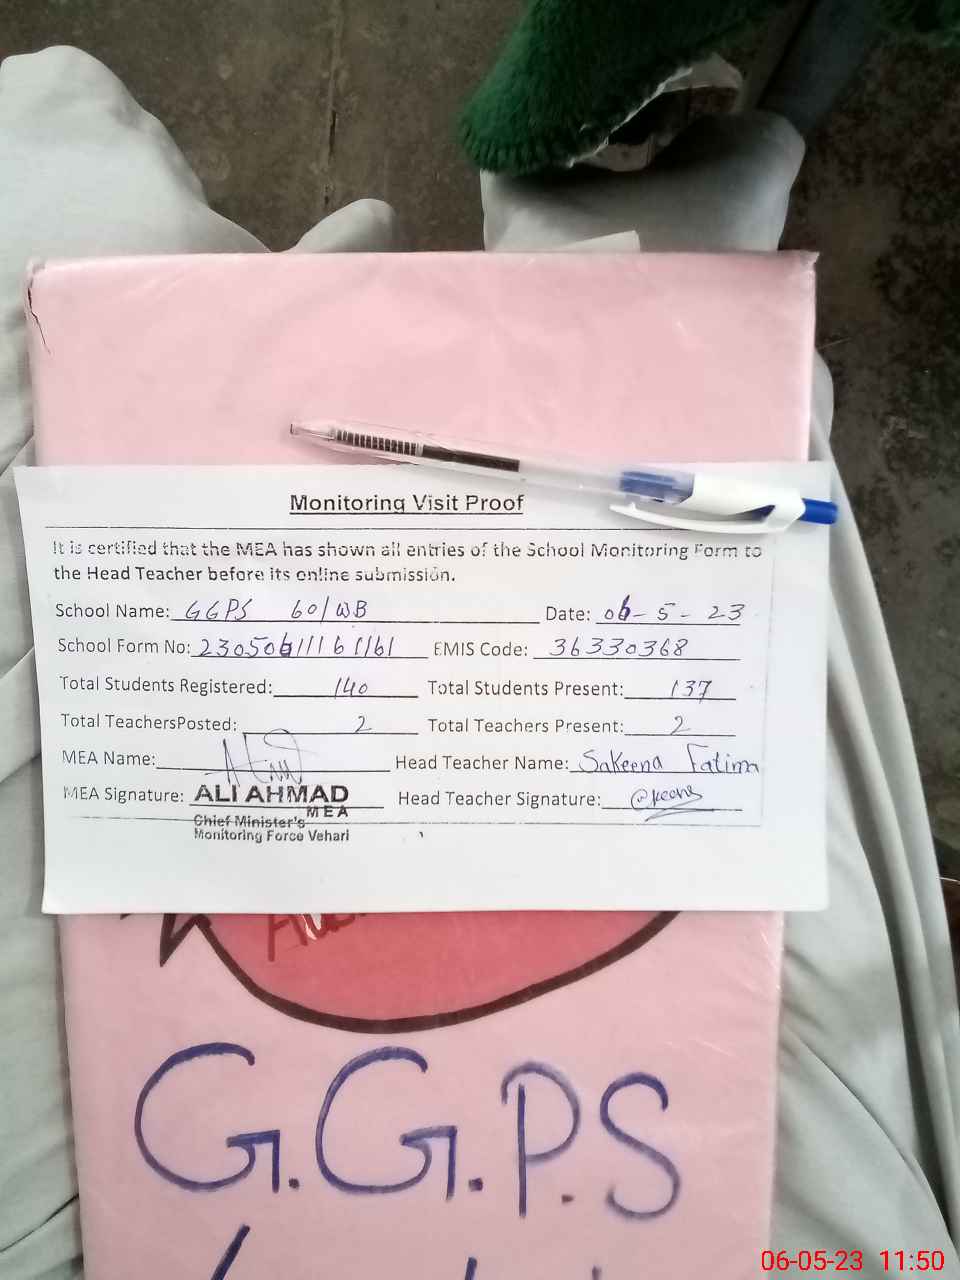 Monitoring Visit Proof
It is certified that the MEA has shown all entries of the School Monitoring Form to
the Head Teacher before its online submission.
School Name: GGPS 60/WB Date: 06-5-23
School Form No: EMIS Code: 36330368
Total Students Registered: 140 Total Students Present: 137
Total TeachersPosted: 2 Total Teachers Present: 2
MEA Name: Head Teacher Name: Sakeena Fatima
MEA Signature: ALI AHMAD Head Teacher Signature:
MEA
Chief Minister's
Monitoring Force Vehari
G.G.P.S
06-05-23 11:50